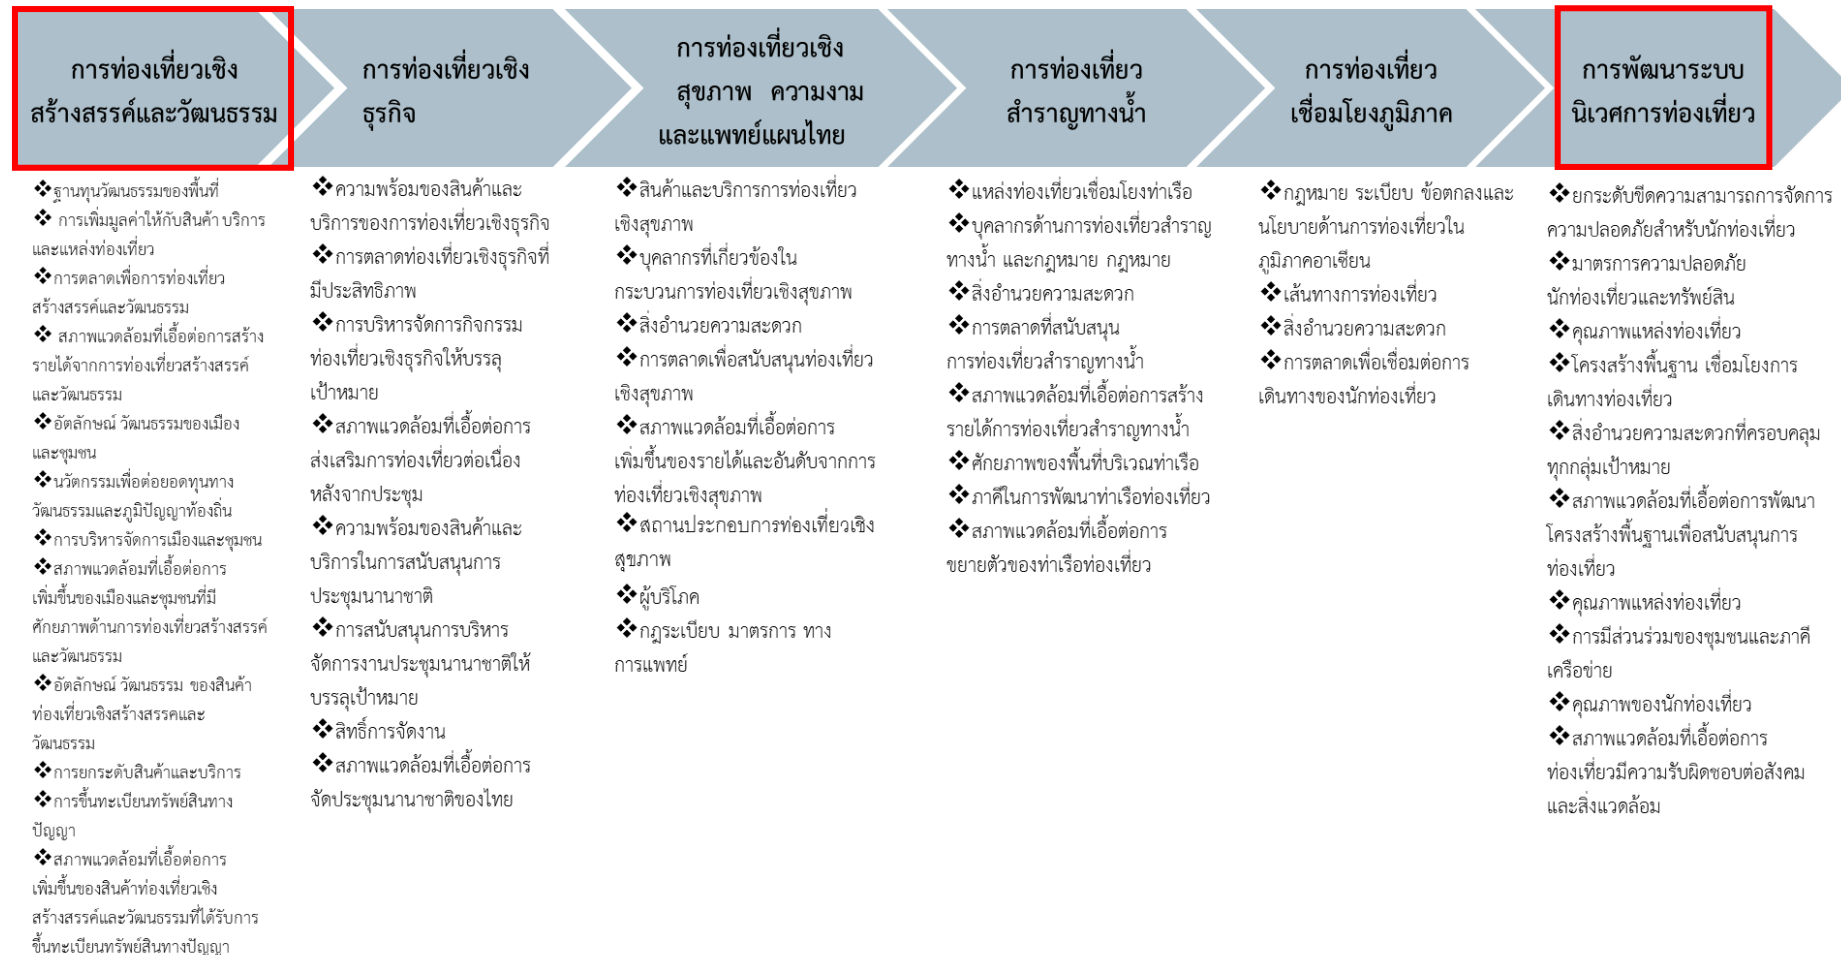 การท่องเที่ยวเชิง
สร้างสรรค์และวัฒนธรรม
❖ฐานทุนวัฒนธรรมของพื้นที่
❖ การเพิ่มมูลค่าให้กับสินค้า บริการ
และแหล่งท่องเที่ยว
❖การตลาดเพื่อการท่องเที่ยว
สร้างสรรค์และวัฒนธรรม
❖ สภาพแวดล้อมที่เอื้อต่อการสร้าง
รายได้จากการท่องเที่ยวสร้างสรรค์
และวัฒนธรรม
❖อัตลักษณ์ วัฒนธรรมของเมือง
และชุมชน
❖นวัตกรรมเพื่อต่อยอดทุนทาง
วัฒนธรรมและภูมิปัญญาท้องถิ่น
❖การบริหารจัดการเมืองและชุมชน
❖สภาพแวดล้อมที่เอื้อต่อการ
เพิ่มขึ้นของเมืองและชุมชนที่มี
ศักยภาพด้านการท่องเที่ยวสร้างสรรค์
และวัฒนธรรม
❖อัตลักษณ์ วัฒนธรรม ของสินค้า
ท่องเที่ยวเชิงสร้างสรรคและ
วัฒนธรรม
❖การยกระดับสินค้าและบริการ
❖การขึ้นทะเบียนทรัพย์สินทาง
ปัญญา
❖สภาพแวดล้อมที่เอื้อต่อการ
เพิ่มขึ้นของสินค้าท่องเที่ยวเชิง
สร้างสรรค์และวัฒนธรรมที่ได้รับการ
ขึ้นทะเบียนทรัพย์สินทางปัญญา
การท่องเที่ยวเชิง
ธุรกิจ
❖ความพร้อมของสินค้าและ
บริการของการท่องเที่ยวเชิงธุรกิจ
❖การตลาดท่องเที่ยวเชิงธุรกิจที่
มีประสิทธิภาพ
❖การบริหารจัดการกิจกรรม
ท่องเที่ยวเชิงธุรกิจให้บรรลุ
เป้าหมาย
❖สภาพแวดล้อมที่เอื้อต่อการ
ส่งเสริมการท่องเที่ยวต่อเนื่อง
หลังจากประชุม
❖ความพร้อมของสินค้าและ
บริการในการสนับสนุนการ
ประชุมนานาชาติ
❖การสนับสนุนการบริหาร
จัดการงานประชุมนานาชาติให้
บรรลุเป้าหมาย
❖สิทธิ์การจัดงาน
❖สภาพแวดล้อมที่เอื้อต่อการ
จัดประชุมนานาชาติของไทย
การท่องเที่ยวเชิง
สุขภาพ ความงาม
และแพทย์แผนไทย
❖สินค้าและบริการการท่องเที่ยว
เชิงสุขภาพ
❖บุคลากรที่เกี่ยวข้องใน
กระบวนการท่องเที่ยวเชิงสุขภาพ
❖สิ่งอำนวยความสะดวก
❖การตลาดเพื่อสนับสนุนท่องเที่ยว
เชิงสุขภาพ
❖สภาพแวดล้อมที่เอื้อต่อการ
เพิ่มขึ้นของรายได้และอันดับจากการ
ท่องเที่ยวเชิงสุขภาพ
❖สถานประกอบการท่องเที่ยวเชิง
สุขภาพ
❖ผู้บริโภค
❖กฎระเบียบ มาตรการ ทาง
การแพทย์
การท่องเที่ยว
สำราญทางน้ำ
❖แหล่งท่องเที่ยวเชื่อมโยงท่าเรือ
❖บุคลากรด้านการท่องเที่ยวสำราญ
ทางน้ำ และกฎหมาย กฎหมาย
❖สิ่งอำนวยความสะดวก
❖การตลาดที่สนับสนุน
การท่องเที่ยวสำราญทางน้ำ
❖สภาพแวดล้อมที่เอื้อต่อการสร้าง
รายได้การท่องเที่ยวสำราญทางน้ำ
❖ศักยภาพของพื้นที่บริเวณท่าเรือ
❖ภาคีในการพัฒนาท่าเรือท่องเที่ยว
❖สภาพแวดล้อมที่เอื้อต่อการ
ขยายตัวของท่าเรือท่องเที่ยว
การท่องเที่ยว
เชื่อมโยงภูมิภาค
❖กฎหมาย ระเบียบ ข้อตกลงและ
นโยบายด้านการท่องเที่ยวใน
ภูมิภาคอาเซียน
❖เส้นทางการท่องเที่ยว
❖สิ่งอำนวยความสะดวก
❖การตลาดเพื่อเชื่อมต่อการ
เดินทางของนักท่องเที่ยว
การพัฒนาระบบ
นิเวศการท่องเที่ยว
❖ยกระดับขีดความสามารถการจัดการ
ความปลอดภัยสำหรับนักท่องเที่ยว
❖มาตรการความปลอดภัย
นักท่องเที่ยวและทรัพย์สิน
❖คุณภาพแหล่งท่องเที่ยว
❖โครงสร้างพื้นฐาน เชื่อมโยงการ
เดินทางท่องเที่ยว
❖สิ่งอำนวยความสะดวกที่ครอบคลุม
ทุกกลุ่มเป้าหมาย
❖สภาพแวดล้อมที่เอื้อต่อการพัฒนา
โครงสร้างพื้นฐานเพื่อสนับสนุนการ
ท่องเที่ยว
❖คุณภาพแหล่งท่องเที่ยว
❖การมีส่วนร่วมของชุมชนและภาคี
เครือข่าย
❖คุณภาพของนักท่องเที่ยว
❖สภาพแวดล้อมที่เอื้อต่อการ
ท่องเที่ยวมีความรับผิดชอบต่อสังคม
และสิ่งแวดล้อม